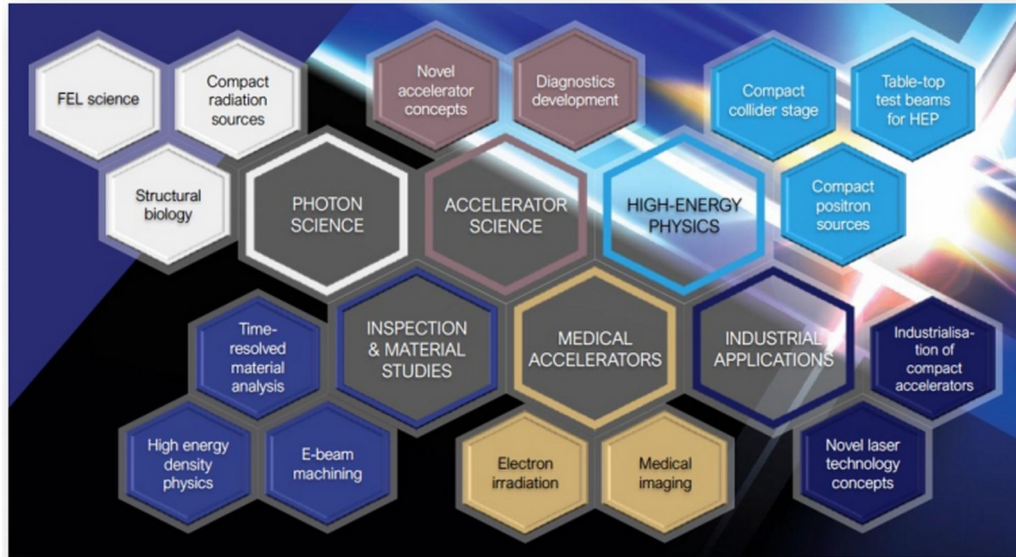 FEL science
Compact
radiation
sources
Structural
biology
Novel
accelerator
concepts
Diagnostics
development
Compact
collider stage
Table-top
test beams
for HEP
Compact
positron
sources
PHOTON
SCIENCE
ACCELERATOR
SCIENCE
HIGH-ENERGY
PHYSICS
INSPECTION
& MATERIAL
STUDIES
MEDICAL
ACCELERATORS
INDUSTRIAL
APPLICATIONS
Time-
resolved
material
analysis
High energy
density
physics
E-beam
machining
Electron
irradiation
Medical
imaging
Industrialisa-
tion of
compact
accelerators
Novel laser
technology
concepts